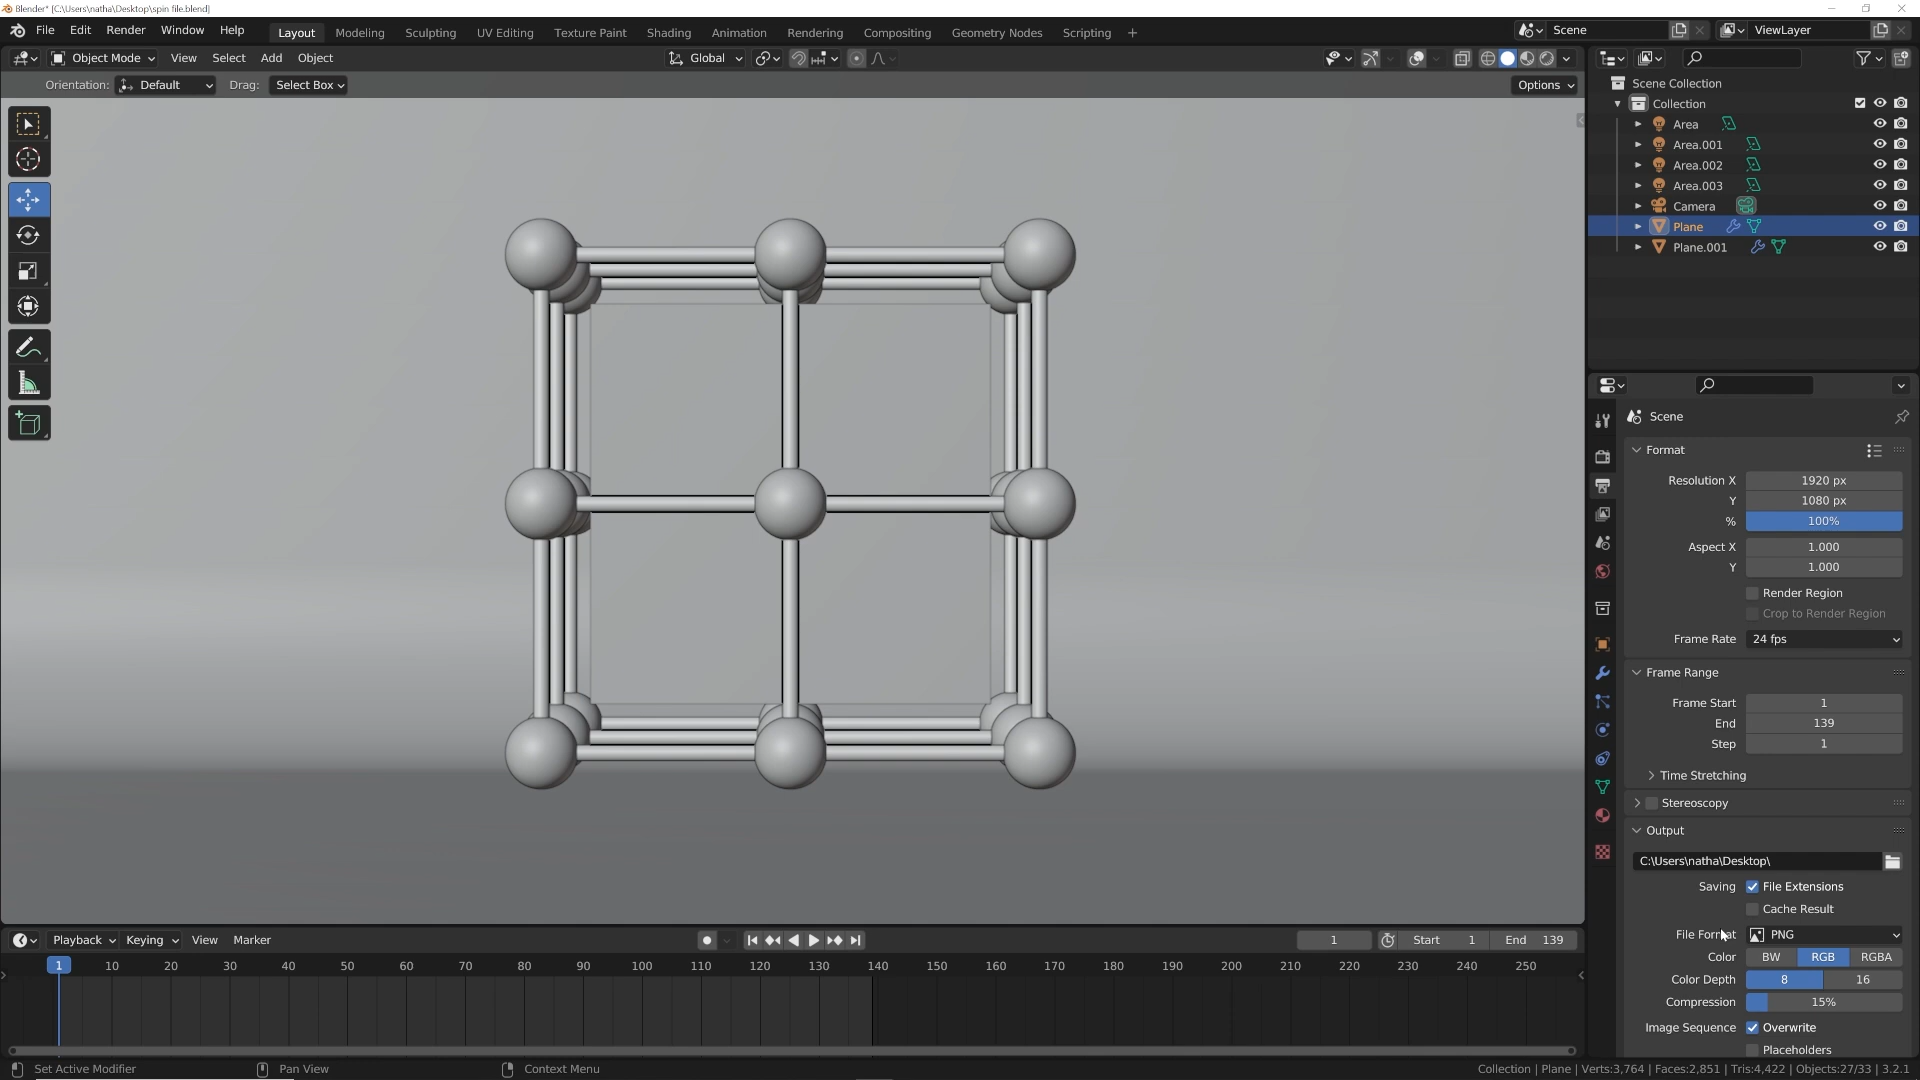 Blender* [C:\Users\natha\Desktop\spin file.blend]
File Edit Render Window Help Layout Modeling Sculpting UV Editing Texture Paint Shading Animation Rendering Compositing Geometry Nodes Scripting + Scene ViewLayer
Object Mode View Select Add Object Global
Orientation: Default Drag: Select Box Options
Scene Collection
Collection
Area
Area.001
Area.002
Area.003
Camera
Plane
Plane.001
Scene
Format
Resolution X 1920 px
Y 1080 px
% 100%
Aspect X 1.000
Y 1.000
Render Region
Crop to Render Region
Frame Rate 24 fps
Frame Range
Frame Start 1
End 139
Step 1
Time Stretching
Stereoscopy
Output
C:\Users\natha\Desktop\
Saving File Extensions
Cache Result
File Format PNG
Color BW RGB RGBA
Color Depth 8 16
Compression 15%
Image Sequence Overwrite
Placeholders
Playback Keying View Marker 1 Start 1 End 139
1 10 20 30 40 50 60 70 80 90 100 110 120 130 140 150 160 170 180 190 200 210 220 230 240 250
Set Active Modifier Pan View Context Menu Collection | Plane | Verts:3,764 | Faces:2,851 | Tris:4,422 | Objects:27/33 | 3.2.1